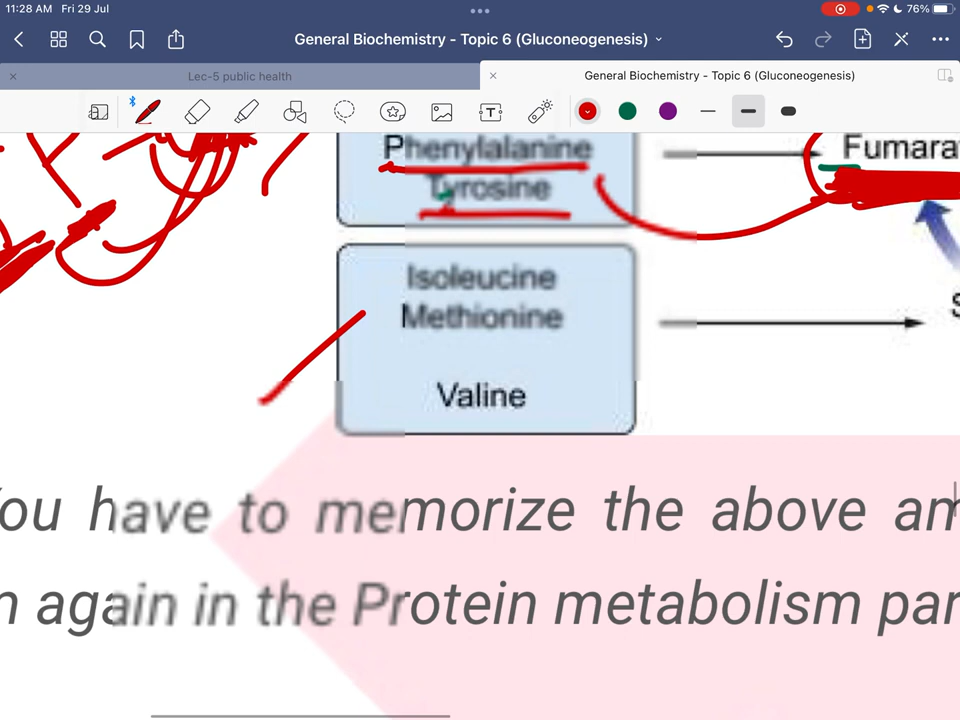 11:28 AM Fri 29 Jul
76%
General Biochemistry - Topic 6 (Gluconeogenesis)
Lec-5 public health
General Biochemistry - Topic 6 (Gluconeogenesis)
Phenylalanine
Fumara
Tyrosine
Isoleucine
Methionine
S
Valine
ou have to memorize the above am
n again in the Protein metabolism par